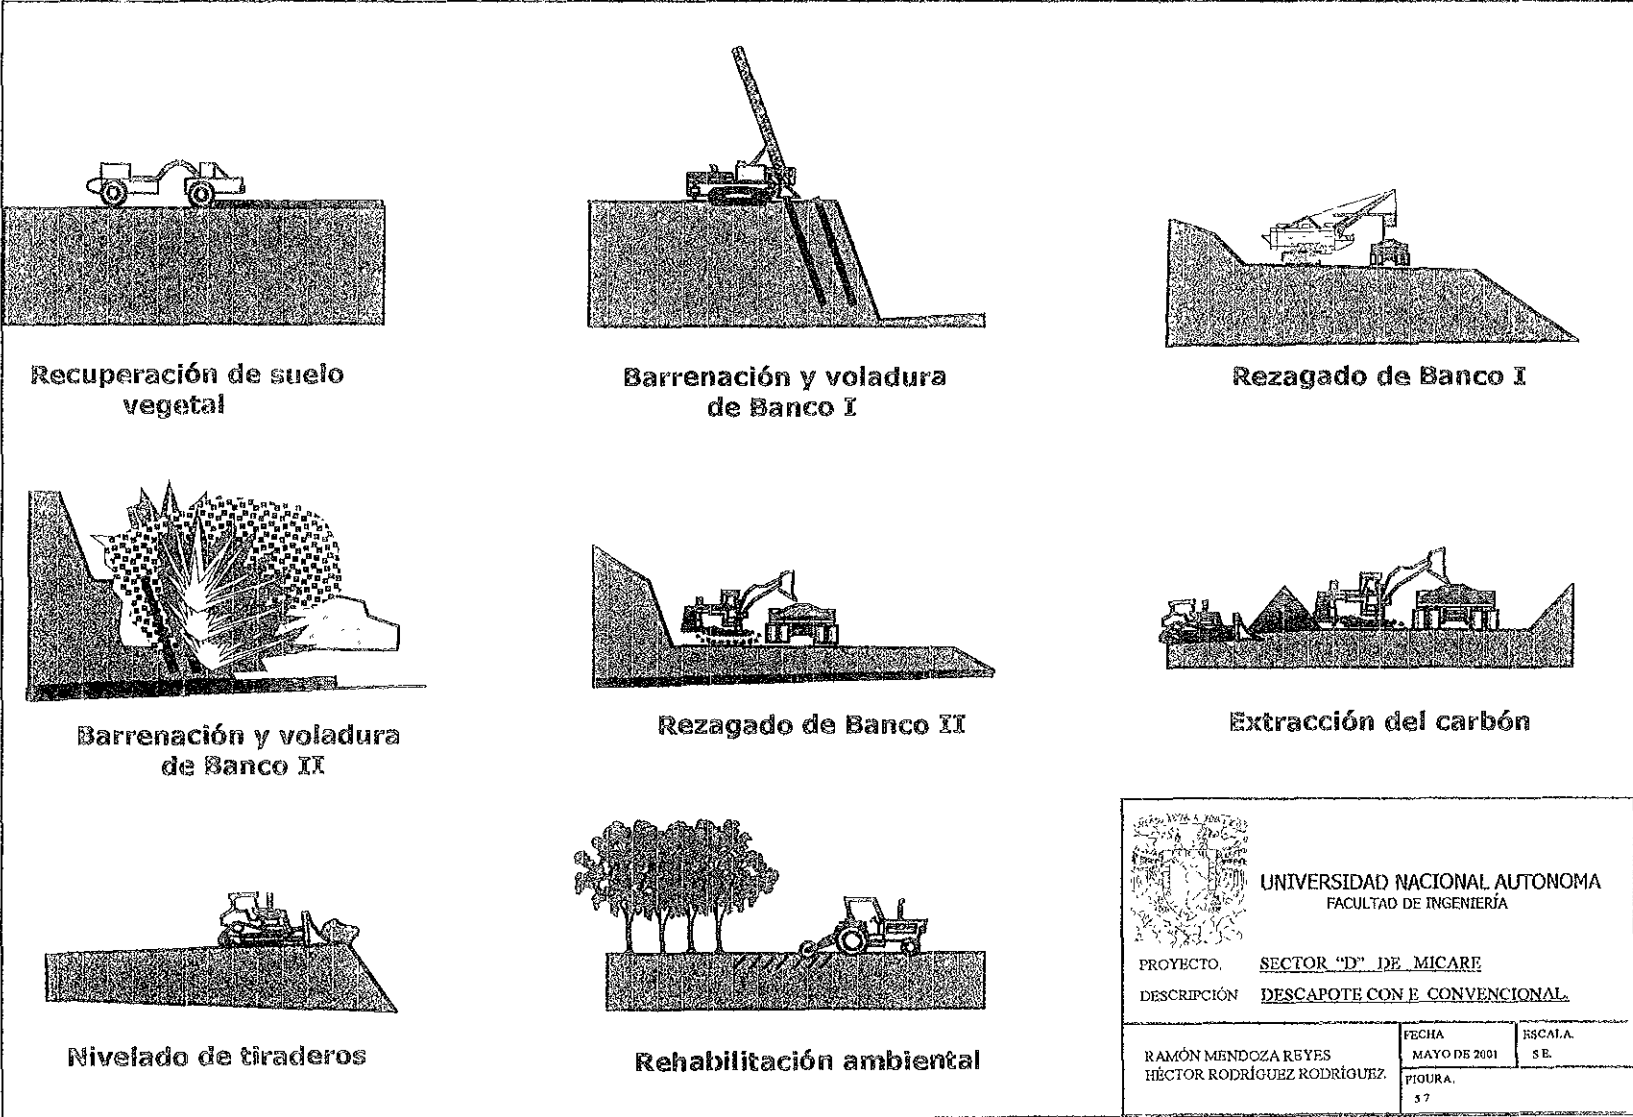 Recuperación de suelo
vegetal
Barrenación y voladura
de Banco I
Rezagado de Banco I
Barrenación y voladura
de Banco II
Rezagado de Banco II
Extracción del carbón
Nivelado de tiraderos
Rehabilitación ambiental
UNIVERSIDAD NACIONAL AUTONOMA
FACULTAD DE INGENIERÍA
PROYECTO. SECTOR “D” DE MICARE
DESCRIPCIÓN DESCAPOTE CON E CONVENCIONAL.
RAMÓN MENDOZA REYES
HÉCTOR RODRÍGUEZ RODRÍGUEZ.
FECHA
MAYO DE 2001
ESCALA.
S E.
FIGURA.
5 7